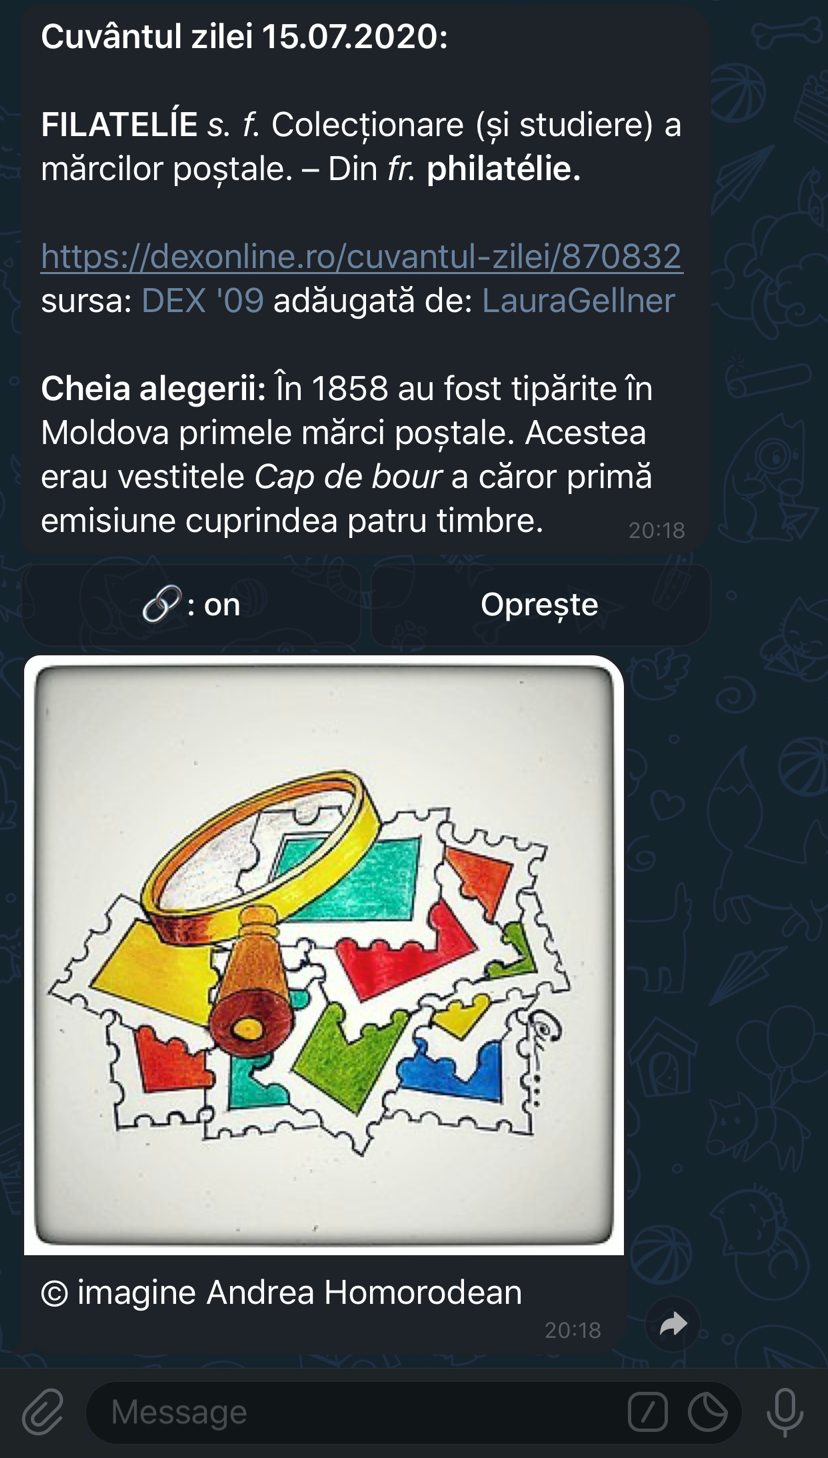 Cuvântul zilei 15.07.2020:
FILATELÍE s. f. Colecționare (și studiere) a
mărcilor poștale. – Din fr. philatélie.
https://dexonline.ro/cuvantul-zilei/870832
sursa: DEX '09 adăugată de: LauraGellner
Cheia alegerii: În 1858 au fost tipărite în
Moldova primele mărci poștale. Acestea
erau vestitele Cap de bour a căror primă
emisiune cuprindea patru timbre.
20:18
🔗: on
Oprește
© imagine Andrea Homorodean
20:18
Message